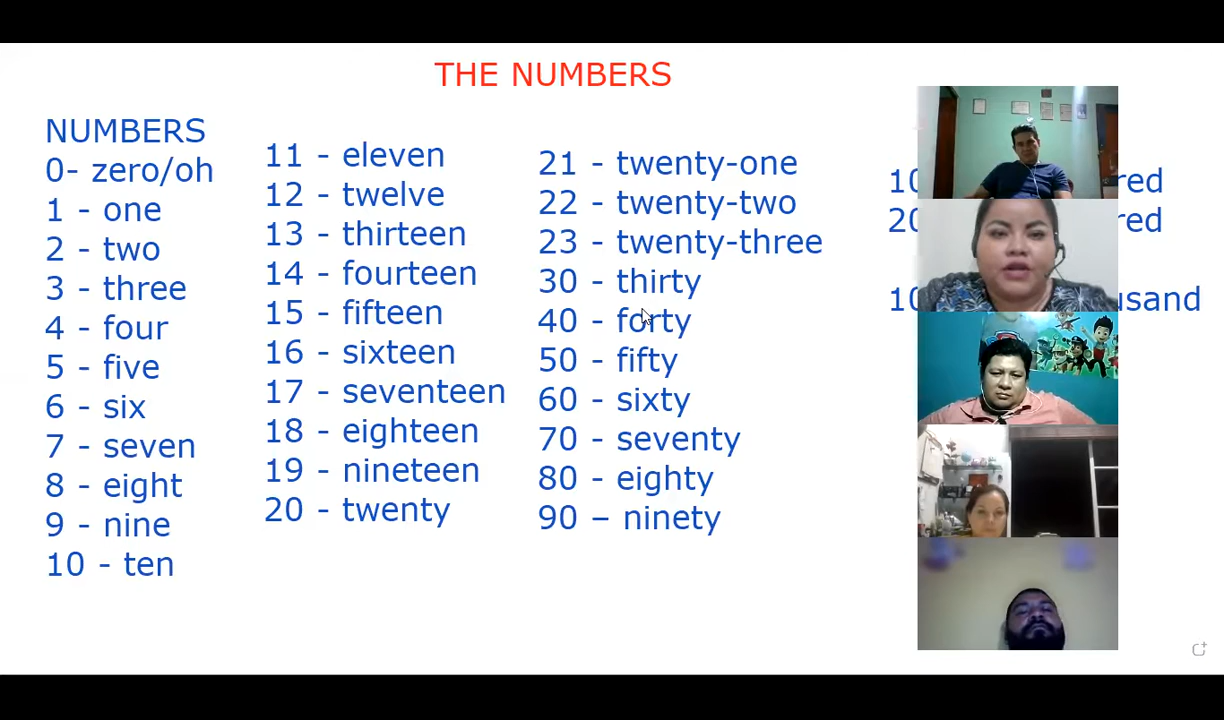 THE NUMBERS
NUMBERS
0- zero/oh
1 - one
2 - two
3 - three
4 - four
5 - five
6 - six
7 - seven
8 - eight
9 - nine
10 - ten
11 - eleven
12 - twelve
13 - thirteen
14 - fourteen
15 - fifteen
16 - sixteen
17 - seventeen
18 - eighteen
19 - nineteen
20 - twenty
21 - twenty-one
22 - twenty-two
23 - twenty-three
30 - thirty
40 - forty
50 - fifty
60 - sixty
70 - seventy
80 - eighty
90 – ninety